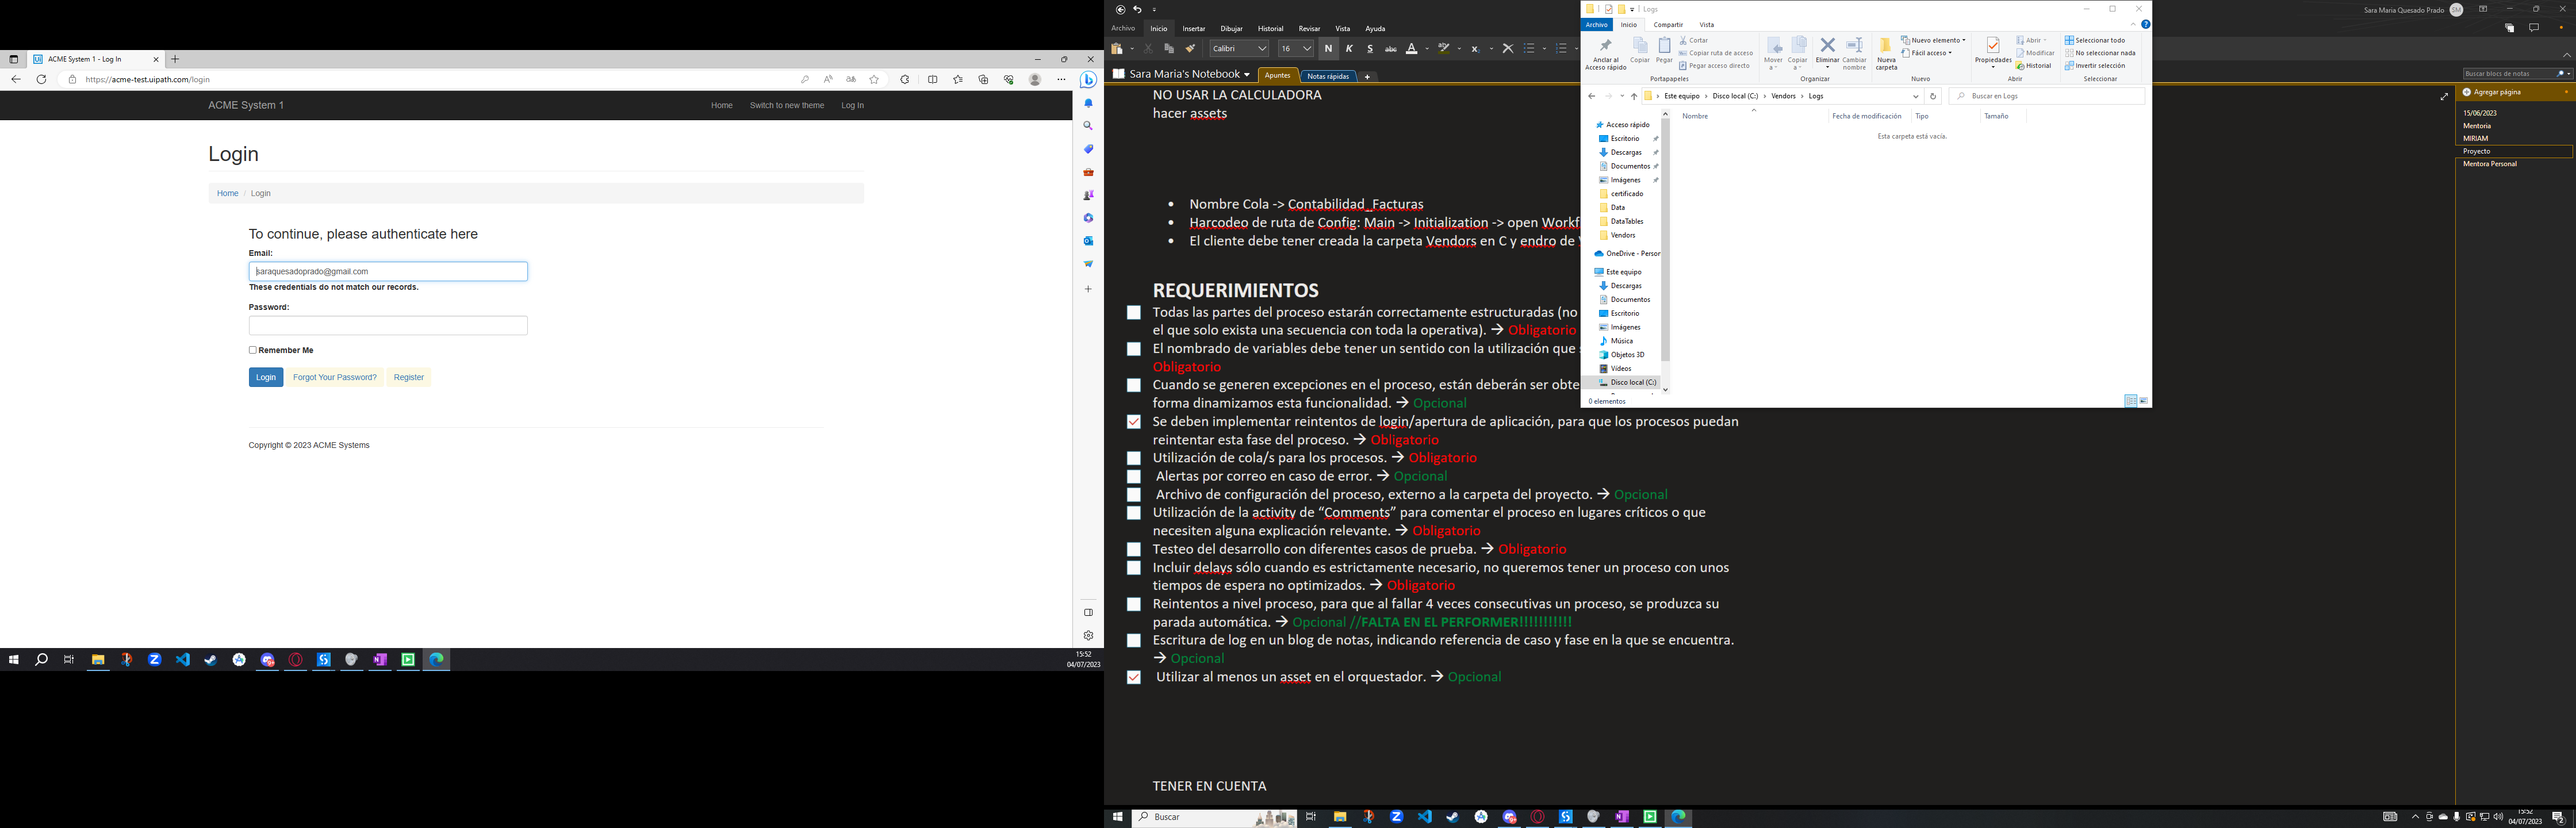 ACME System 1 - Log In
https://acme-test.uipath.com/login
ACME System 1
Home
Switch to new theme
Log In
Login
Home / Login
To continue, please authenticate here
Email:
saraquesadoprado@gmail.com
These credentials do not match our records.
Password:
Remember Me
Login
Forgot Your Password?
Register
Copyright © 2023 ACME Systems
15:52
04/07/2023
Sara Maria Quesado Prado
SM
Archivo
Inicio
Insertar
Dibujar
Historial
Revisar
Vista
Ayuda
Calibri
16
N
K
S
abc
Sara Maria's Notebook
Apuntes
Notas rápidas
Buscar blocs de notas
Agregar página
15/06/2023
Mentoria
MIRIAM
Proyecto
Mentora Personal
NO USAR LA CALCULADORA
hacer assets
• Nombre Cola -> Contabilidad_Facturas
• Harcodeo de ruta de Config: Main -> Initialization -> open Workf
• El cliente debe tener creada la carpeta Vendors en C y endro de
REQUERIMIENTOS
Todas las partes del proceso estarán correctamente estructuradas (no
el que solo exista una secuencia con toda la operativa). → Obligatorio
El nombrado de variables debe tener un sentido con la utilización que
Obligatorio
Cuando se generen excepciones en el proceso, están deberán ser obte
forma dinamizamos esta funcionalidad. → Opcional
Se deben implementar reintentos de login/apertura de aplicación, para que los procesos puedan
reintentar esta fase del proceso. → Obligatorio
Utilización de cola/s para los procesos. → Obligatorio
Alertas por correo en caso de error. → Opcional
Archivo de configuración del proceso, externo a la carpeta del proyecto. → Opcional
Utilización de la activity de “Comments” para comentar el proceso en lugares críticos o que
necesiten alguna explicación relevante. → Obligatorio
Testeo del desarrollo con diferentes casos de prueba. → Obligatorio
Incluir delays sólo cuando es estrictamente necesario, no queremos tener un proceso con unos
tiempos de espera no optimizados. → Obligatorio
Reintentos a nivel proceso, para que al fallar 4 veces consecutivas un proceso, se produzca su
parada automática. → Opcional //FALTA EN EL PERFORMER!!!!!!!!!!!
Escritura de log en un blog de notas, indicando referencia de caso y fase en la que se encuentra.
→ Opcional
Utilizar al menos un asset en el orquestador. → Opcional
TENER EN CUENTA
Logs
Archivo
Inicio
Compartir
Vista
Anclar al
Acceso rápido
Copiar
Pegar
Cortar
Copiar ruta de acceso
Pegar acceso directo
Portapapeles
Mover
a
Copiar
a
Eliminar
Cambiar
nombre
Organizar
Nueva
carpeta
Nuevo elemento
Fácil acceso
Nuevo
Propiedades
Abrir
Modificar
Historial
Abrir
Seleccionar todo
No seleccionar nada
Invertir selección
Seleccionar
Este equipo > Disco local (C:) > Vendors > Logs
Buscar en Logs
Nombre
Fecha de modificación
Tipo
Tamaño
Esta carpeta está vacía.
Acceso rápido
Escritorio
Descargas
Documentos
Imágenes
certificado
Data
DataTables
Vendors
OneDrive - Person
Este equipo
Descargas
Documentos
Escritorio
Imágenes
Música
Objetos 3D
Vídeos
Disco local (C:)
0 elementos
Buscar
15:52
04/07/2023
2